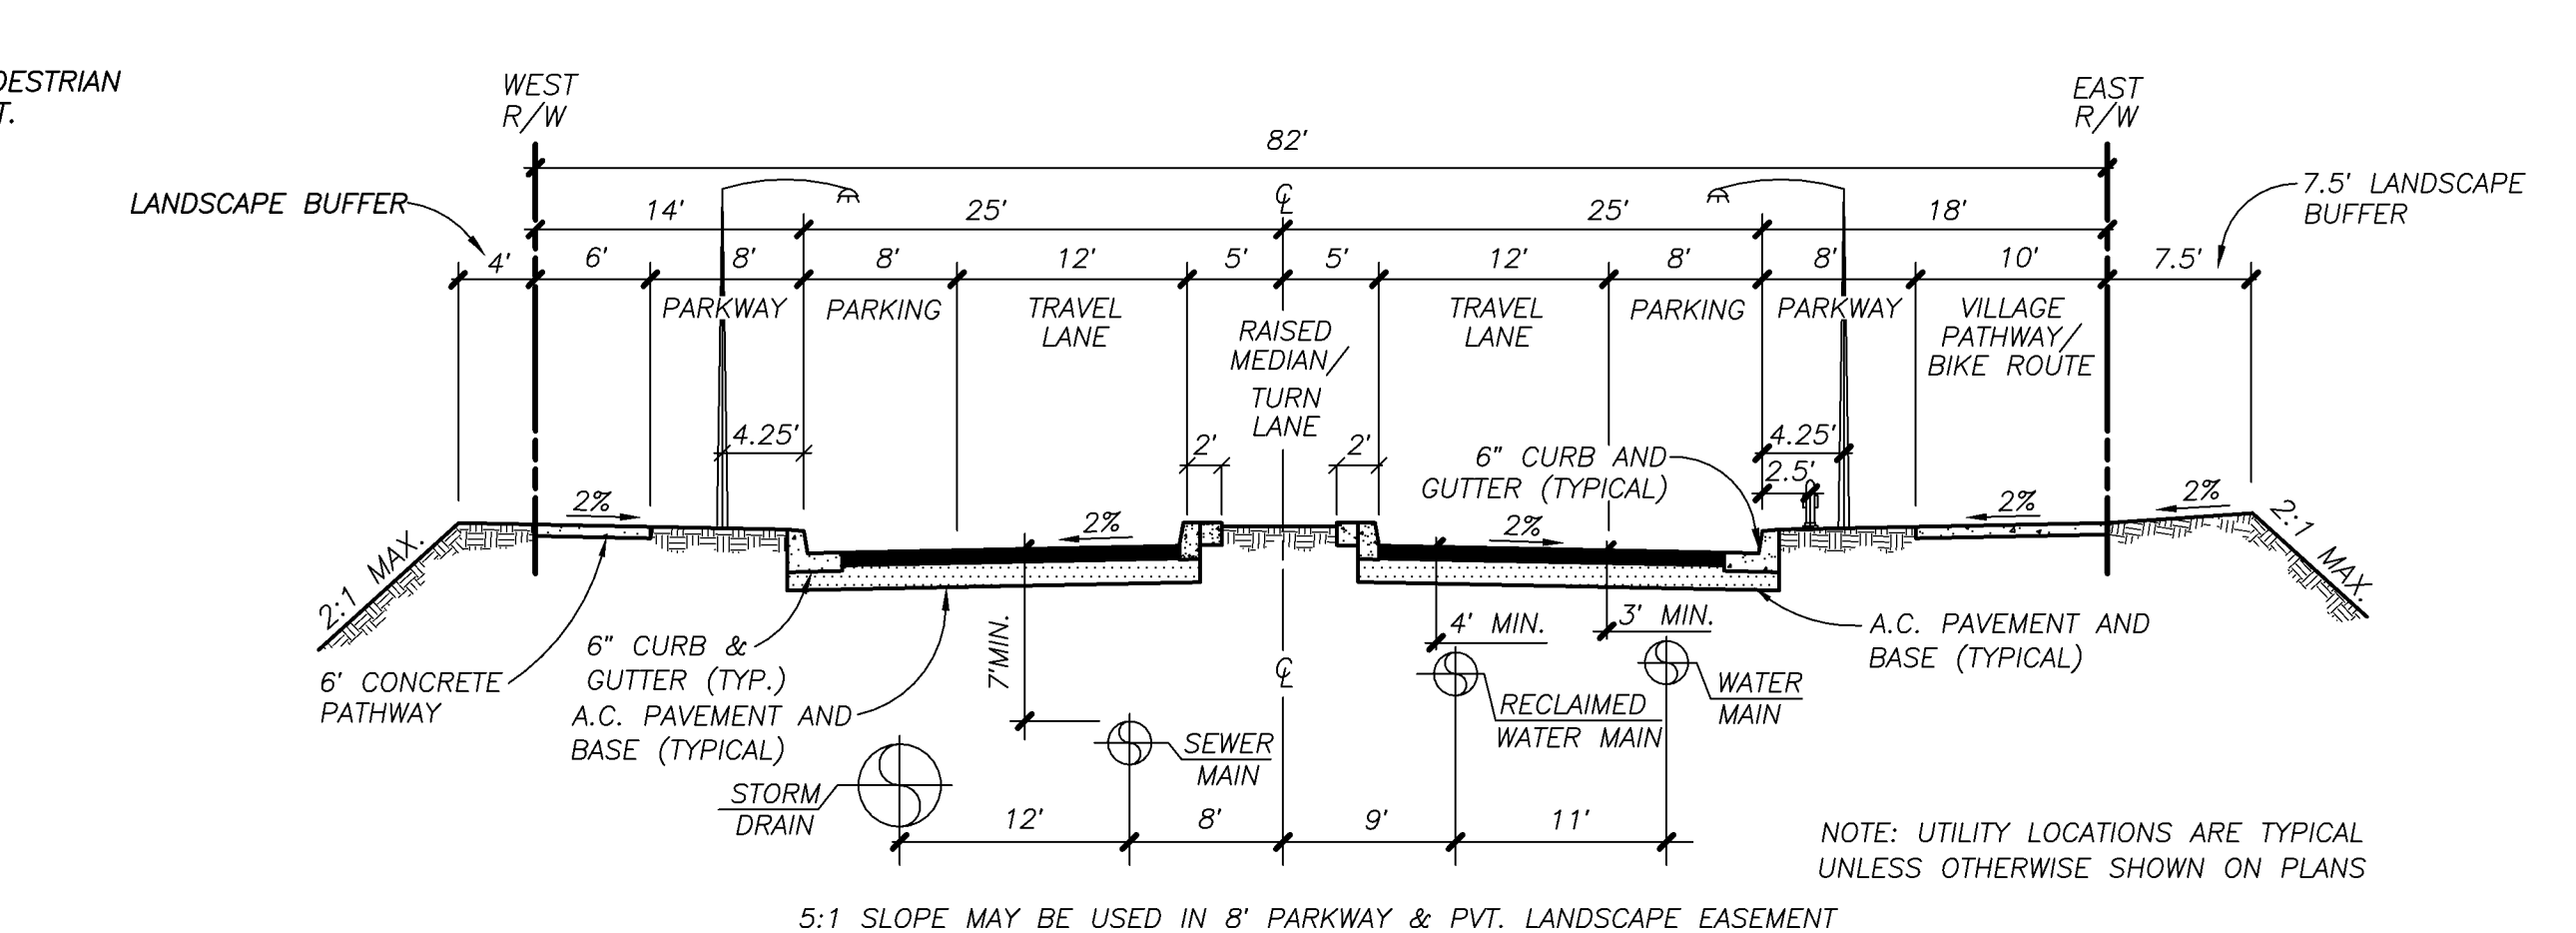 DESTRIAN
T.
WEST
R/W
EAST
R/W
82'
LANDSCAPE BUFFER
7.5' LANDSCAPE
BUFFER
14'
25'
℄
25'
18'
4'
6'
8'
8'
12'
5'
5'
12'
8'
8'
10'
7.5'
PARKWAY
PARKING
TRAVEL
LANE
RAISED
MEDIAN/
TURN
LANE
TRAVEL
LANE
PARKING
PARKWAY
VILLAGE
PATHWAY/
BIKE ROUTE
4.25'
2'
2'
6" CURB AND
GUTTER (TYPICAL)
4.25'
2.5'
2%
2%
2%
2%
2%
2:1 MAX.
2:1 MAX.
6' CONCRETE
PATHWAY
6" CURB &
GUTTER (TYP.)
A.C. PAVEMENT AND
BASE (TYPICAL)
7'MIN.
℄
4' MIN.
3' MIN.
A.C. PAVEMENT AND
BASE (TYPICAL)
STORM
DRAIN
SEWER
MAIN
RECLAIMED
WATER MAIN
WATER
MAIN
12'
8'
9'
11'
NOTE: UTILITY LOCATIONS ARE TYPICAL
UNLESS OTHERWISE SHOWN ON PLANS
5:1 SLOPE MAY BE USED IN 8' PARKWAY & PVT. LANDSCAPE EASEMENT